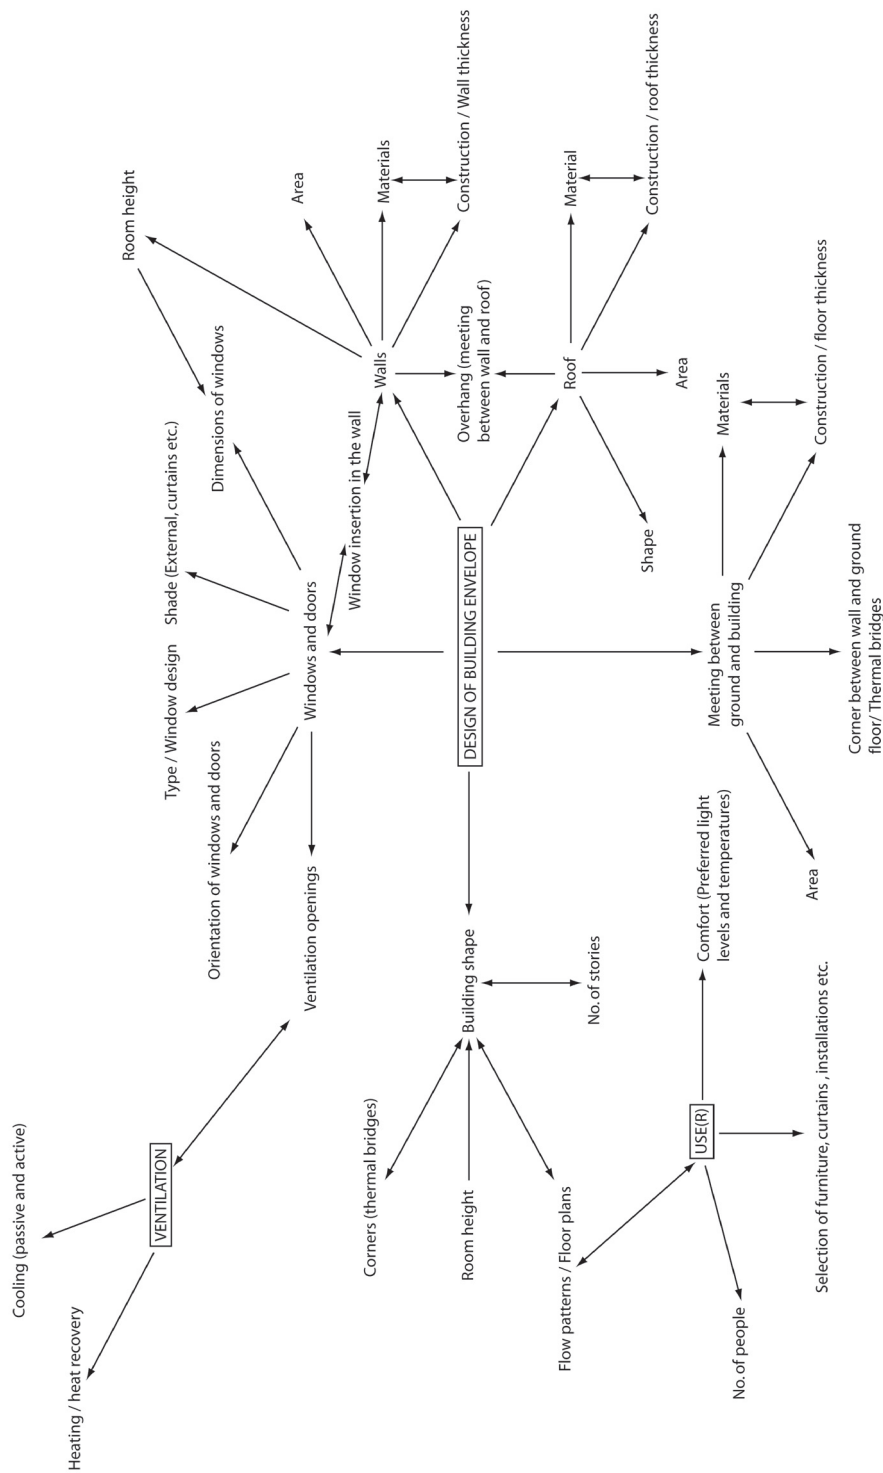 Heating / heat recovery
Cooling (passive and active)
VENTILATION
Ventilation openings
Orientation of windows and doors
Type / Window design
Shade (External, curtains etc.)
Dimensions of windows
Room height
Windows and doors
Window insertion in the wall
Walls
Area
Materials
Construction / Wall thickness
Overhang (meeting
between wall and roof)
Corners (thermal bridges)
Room height
Flow patterns / Floor plans
Building shape
No. of stories
DESIGN OF BUILDING ENVELOPE
Roof
Material
Construction / roof thickness
Area
Shape
USE(R)
Comfort (Preferred light
levels and temperatures)
No. of people
Selection of furniture, curtains , installations etc.
Meeting between
ground and building
Materials
Construction / floor thickness
Area
Corner between wall and ground
floor/ Thermal bridges